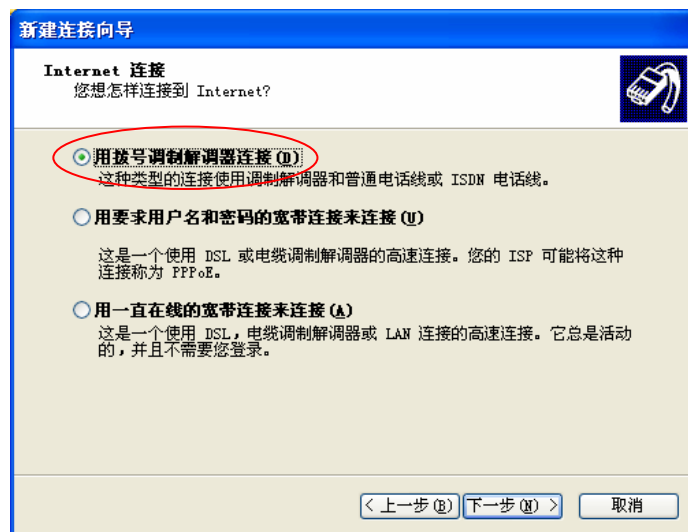 新建连接向导
Internet 连接
您想怎样连接到 Internet?
用拨号调制解调器连接(D)
这种类型的连接使用调制解调器和普通电话线或 ISDN 电话线。
用要求用户名和密码的宽带连接来连接(U)
这是一个使用 DSL 或电缆调制解调器的高速连接。您的 ISP 可能将这种
连接称为 PPPoE。
用一直在线的宽带连接来连接(A)
这是一个使用 DSL,电缆调制解调器或 LAN 连接的高速连接。它总是活动
的,并且不需要您登录。
< 上一步(B) 下一步(N) > 取消